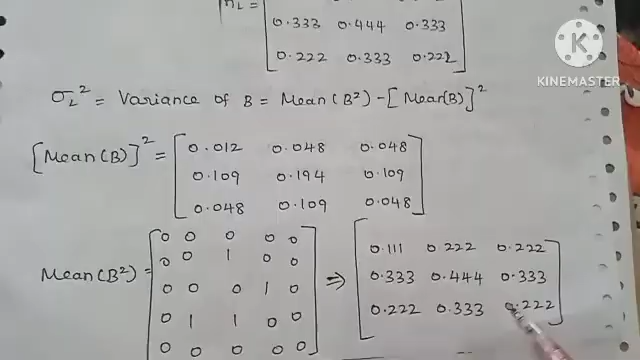 m_L =
0.333 0.444 0.333
0.222 0.333 0.222
KINEMASTER
σ_L² = Variance of B = Mean(B²) - [Mean(B)]²
[Mean(B)]² = [0.012 0.048 0.048
0.109 0.194 0.109
0.048 0.109 0.048]
Mean(B²) = [0 0 0 0 0
0 0 1 0 0
0 0 0 1 0
0 1 1 0 0
0 0 0 0 0]
⇒ [0.111 0.222 0.222
0.333 0.444 0.333
0.222 0.333 0.222]